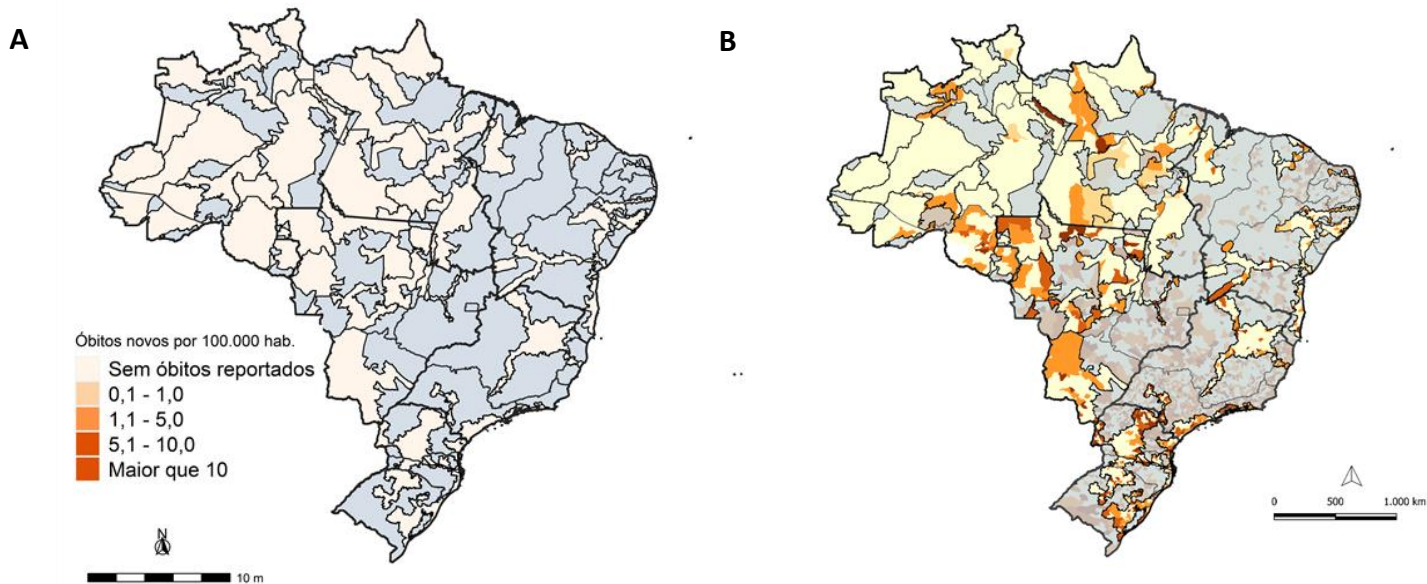 A
B
Óbitos novos por 100.000 hab.
Sem óbitos reportados
0,1 - 1,0
1,1 - 5,0
5,1 - 10,0
Maior que 10
N
10 m
0 500 1.000 km